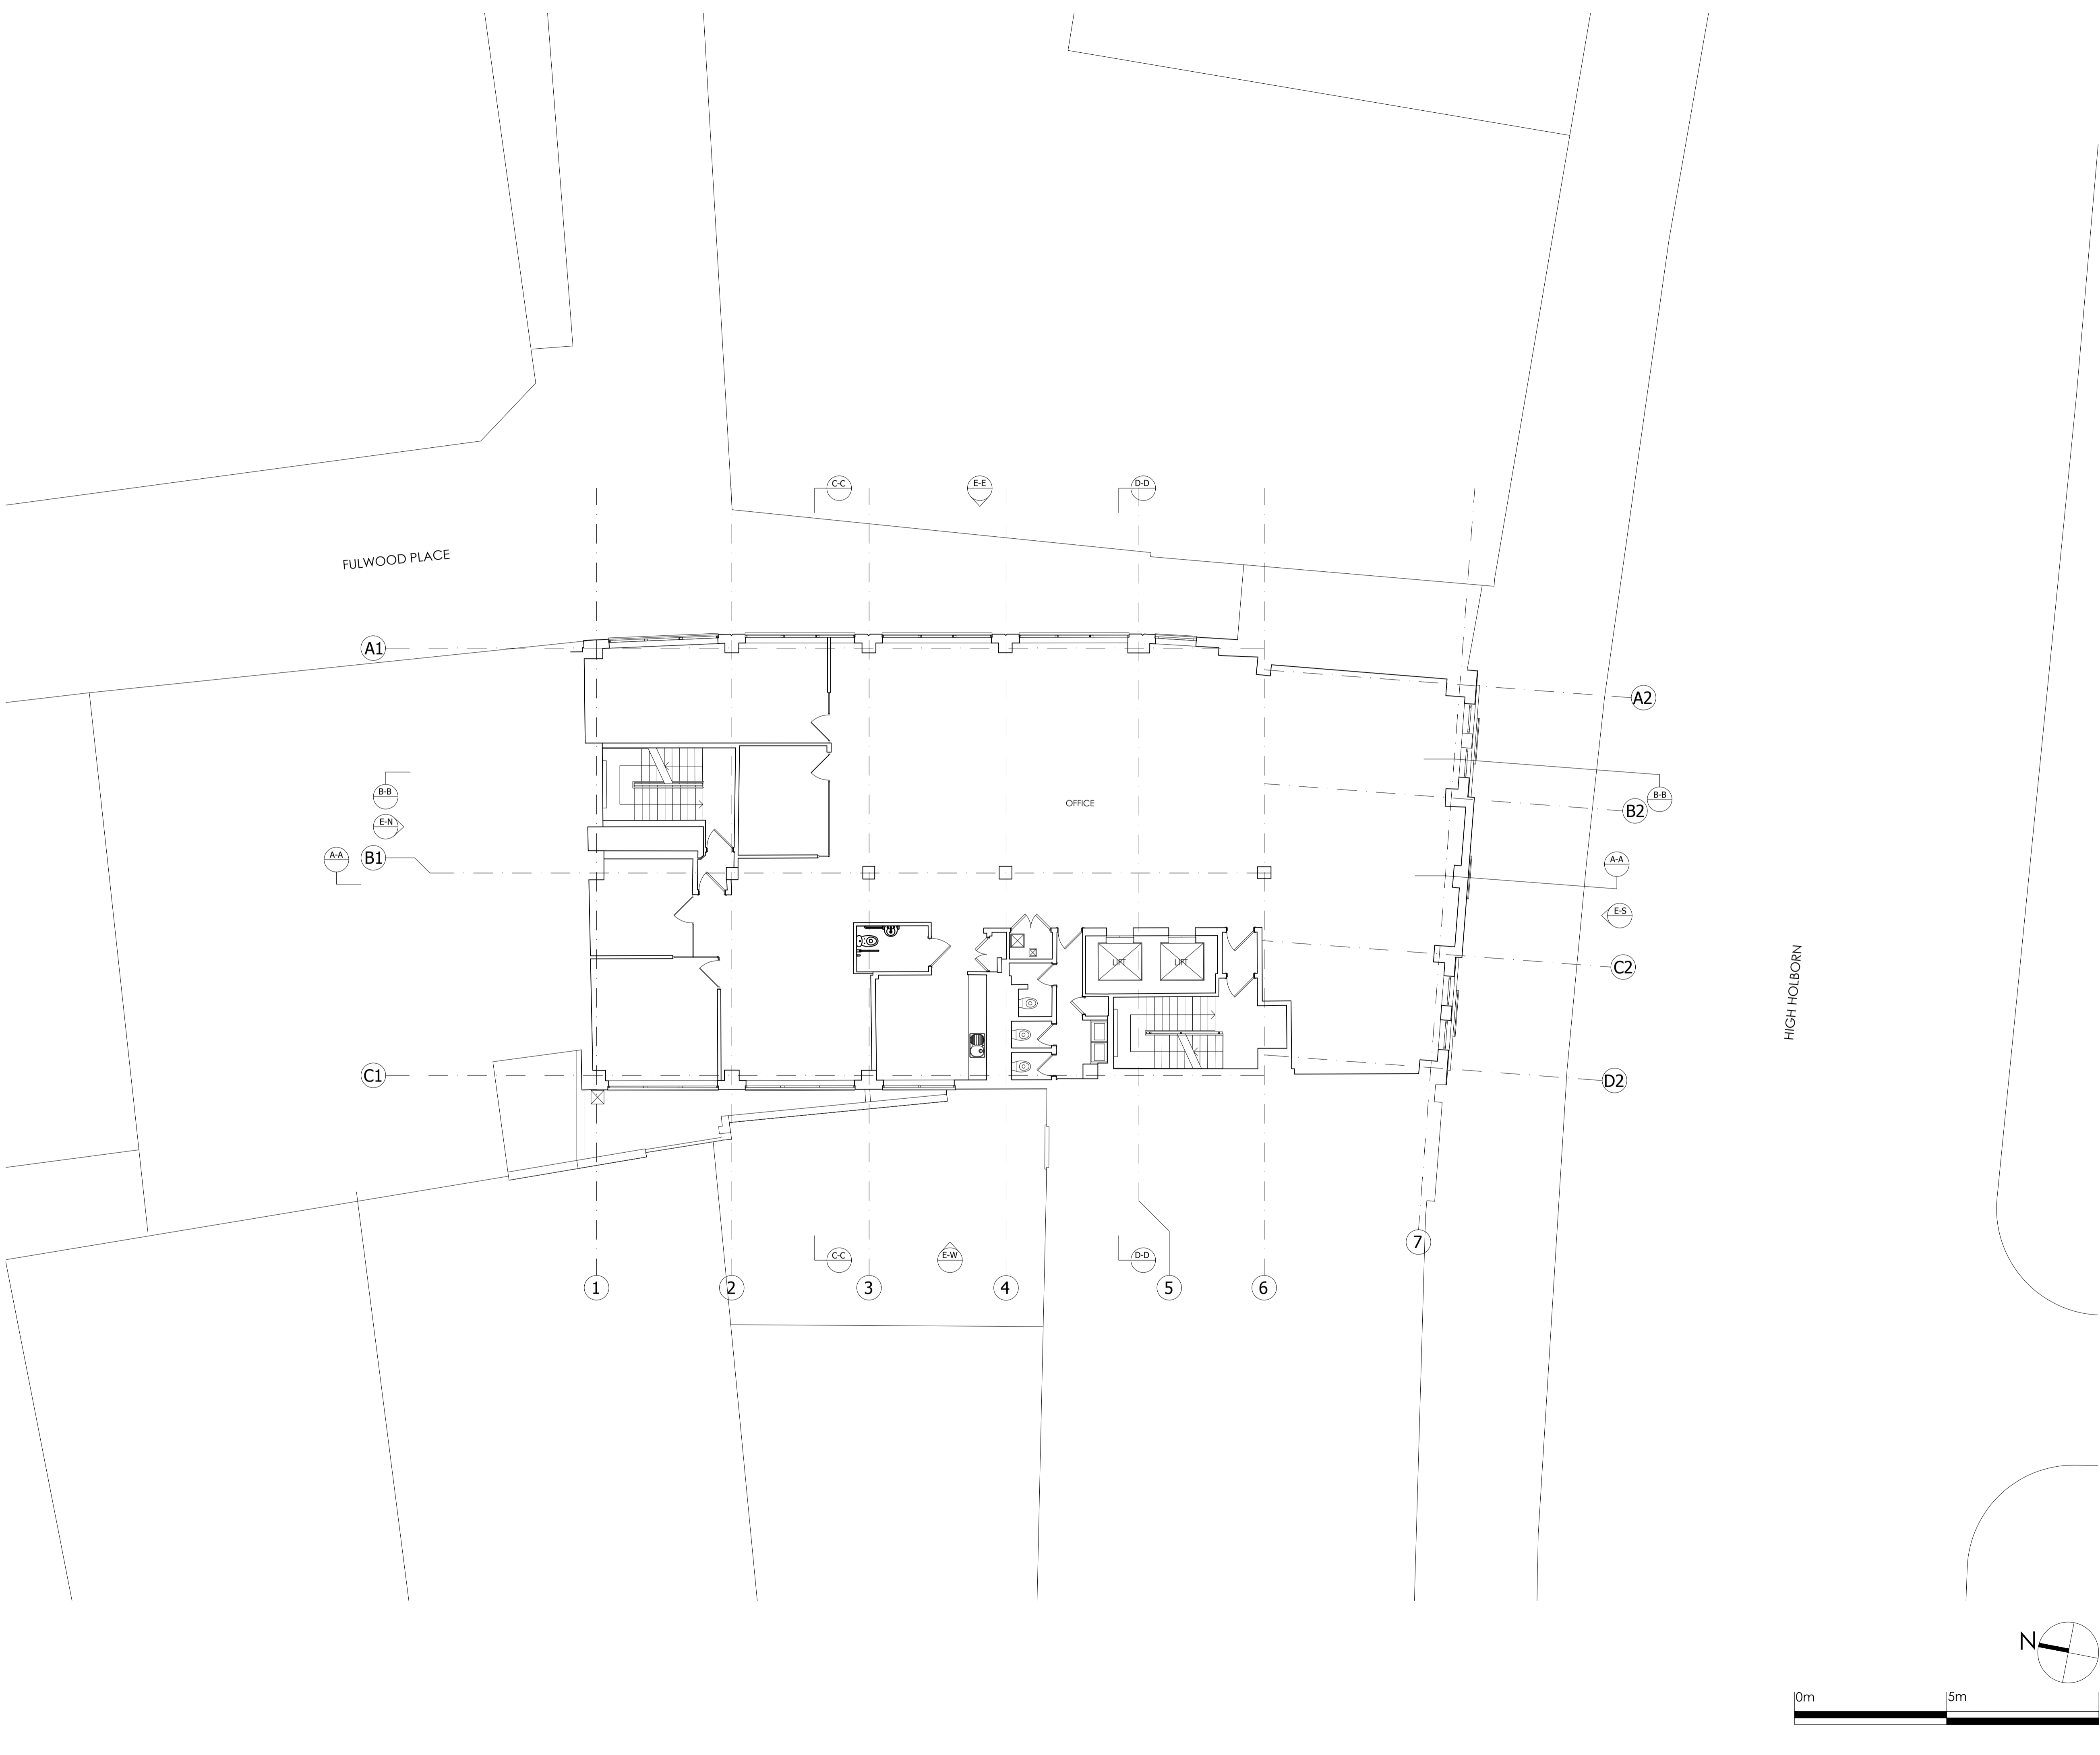 C-C
E-E
D-D
FULWOOD PLACE
A1
A2
B-B
B-B
OFFICE
B2
E-N
A-A
B1
A-A
E-S
LIFT
LIFT
C2
HIGH HOLBORN
C1
D2
7
C-C
E-W
D-D
1
2
3
4
5
6
N
0m
5m